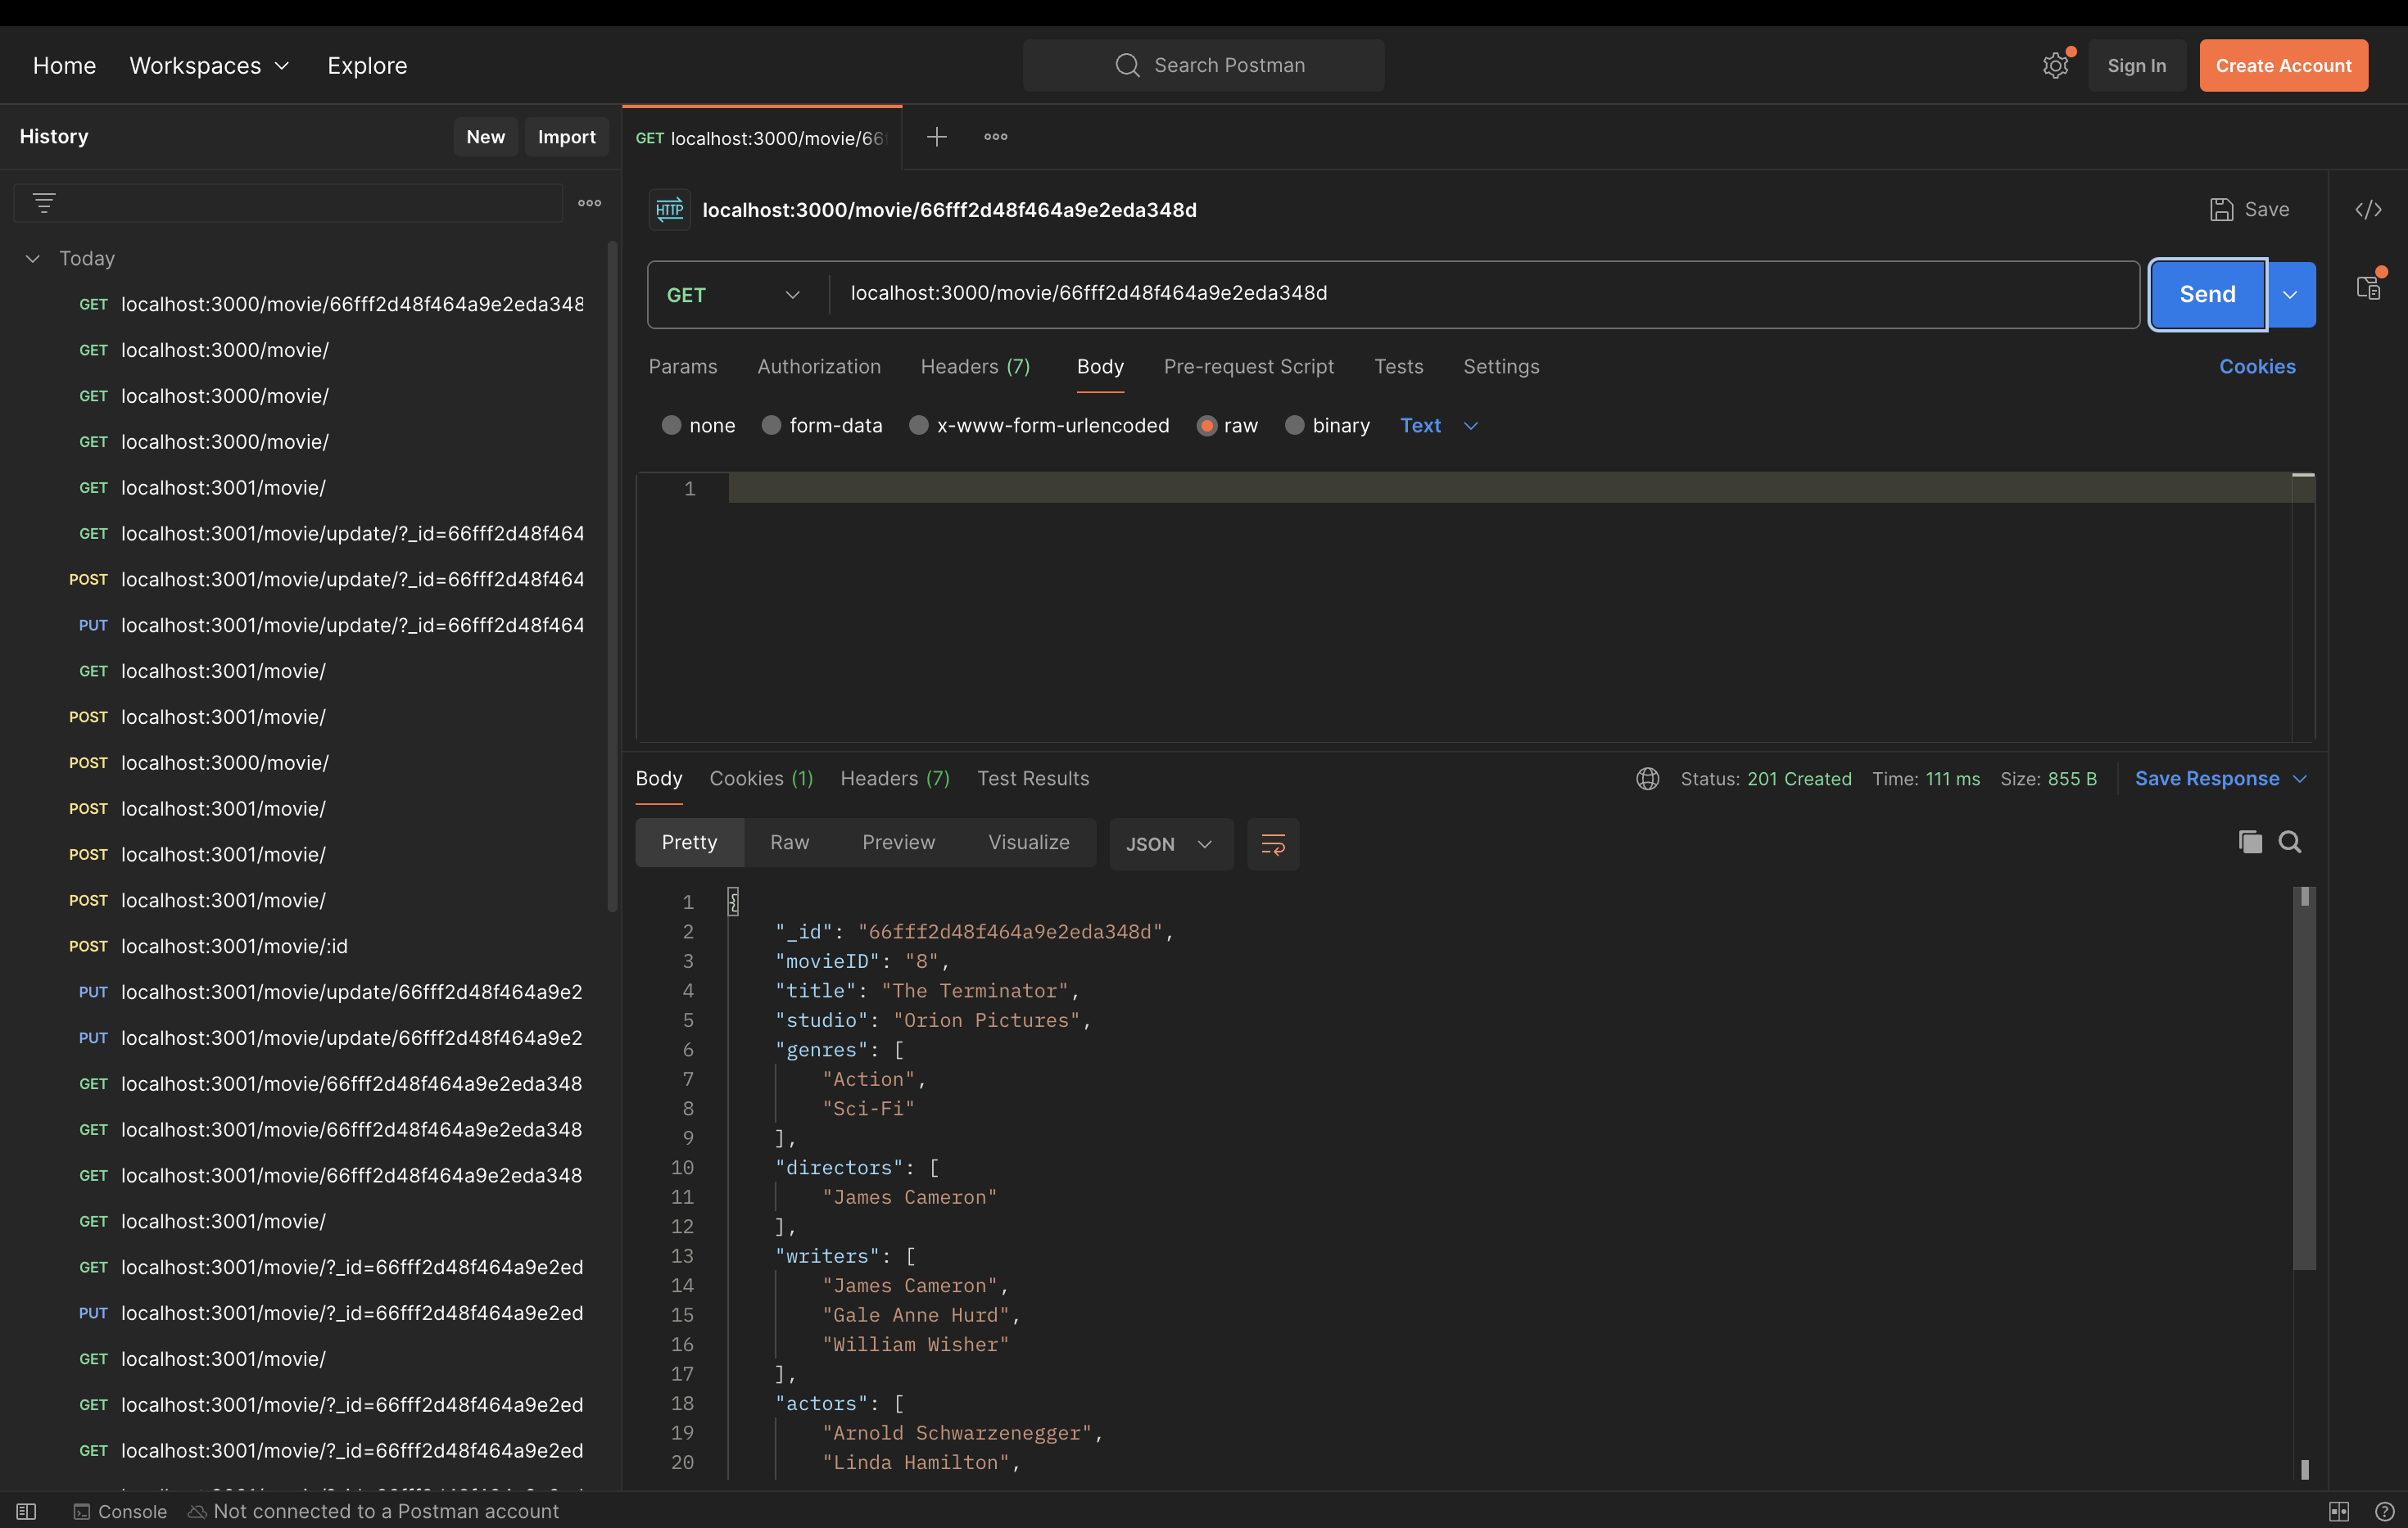 Home Workspaces Explore Search Postman Sign In Create Account
History New Import
GET localhost:3000/movie/66
localhost:3000/movie/66fff2d48f464a9e2eda348d Save
Today
GET localhost:3000/movie/66fff2d48f464a9e2eda348
GET localhost:3000/movie/
GET localhost:3000/movie/
GET localhost:3000/movie/
GET localhost:3001/movie/
GET localhost:3001/movie/update/?_id=66fff2d48f464
POST localhost:3001/movie/update/?_id=66fff2d48f464
PUT localhost:3001/movie/update/?_id=66fff2d48f464
GET localhost:3001/movie/
POST localhost:3001/movie/
POST localhost:3000/movie/
POST localhost:3001/movie/
POST localhost:3001/movie/
POST localhost:3001/movie/
POST localhost:3001/movie/:id
PUT localhost:3001/movie/update/66fff2d48f464a9e2
PUT localhost:3001/movie/update/66fff2d48f464a9e2
GET localhost:3001/movie/66fff2d48f464a9e2eda348
GET localhost:3001/movie/66fff2d48f464a9e2eda348
GET localhost:3001/movie/66fff2d48f464a9e2eda348
GET localhost:3001/movie/
GET localhost:3001/movie/?_id=66fff2d48f464a9e2ed
PUT localhost:3001/movie/?_id=66fff2d48f464a9e2ed
GET localhost:3001/movie/
GET localhost:3001/movie/?_id=66fff2d48f464a9e2ed
GET localhost:3001/movie/?_id=66fff2d48f464a9e2ed
HTTP
GET localhost:3000/movie/66fff2d48f464a9e2eda348d Send
Params Authorization Headers (7) Body Pre-request Script Tests Settings Cookies
none form-data x-www-form-urlencoded raw binary Text
1
Body Cookies (1) Headers (7) Test Results Status: 201 Created Time: 111 ms Size: 855 B Save Response
Pretty Raw Preview Visualize JSON
1 {
2 "_id": "66fff2d48f464a9e2eda348d",
3 "movieID": "8",
4 "title": "The Terminator",
5 "studio": "Orion Pictures",
6 "genres": [
7 "Action",
8 "Sci-Fi"
9 ],
10 "directors": [
11 "James Cameron"
12 ],
13 "writers": [
14 "James Cameron",
15 "Gale Anne Hurd",
16 "William Wisher"
17 ],
18 "actors": [
19 "Arnold Schwarzenegger",
20 "Linda Hamilton",
Console Not connected to a Postman account